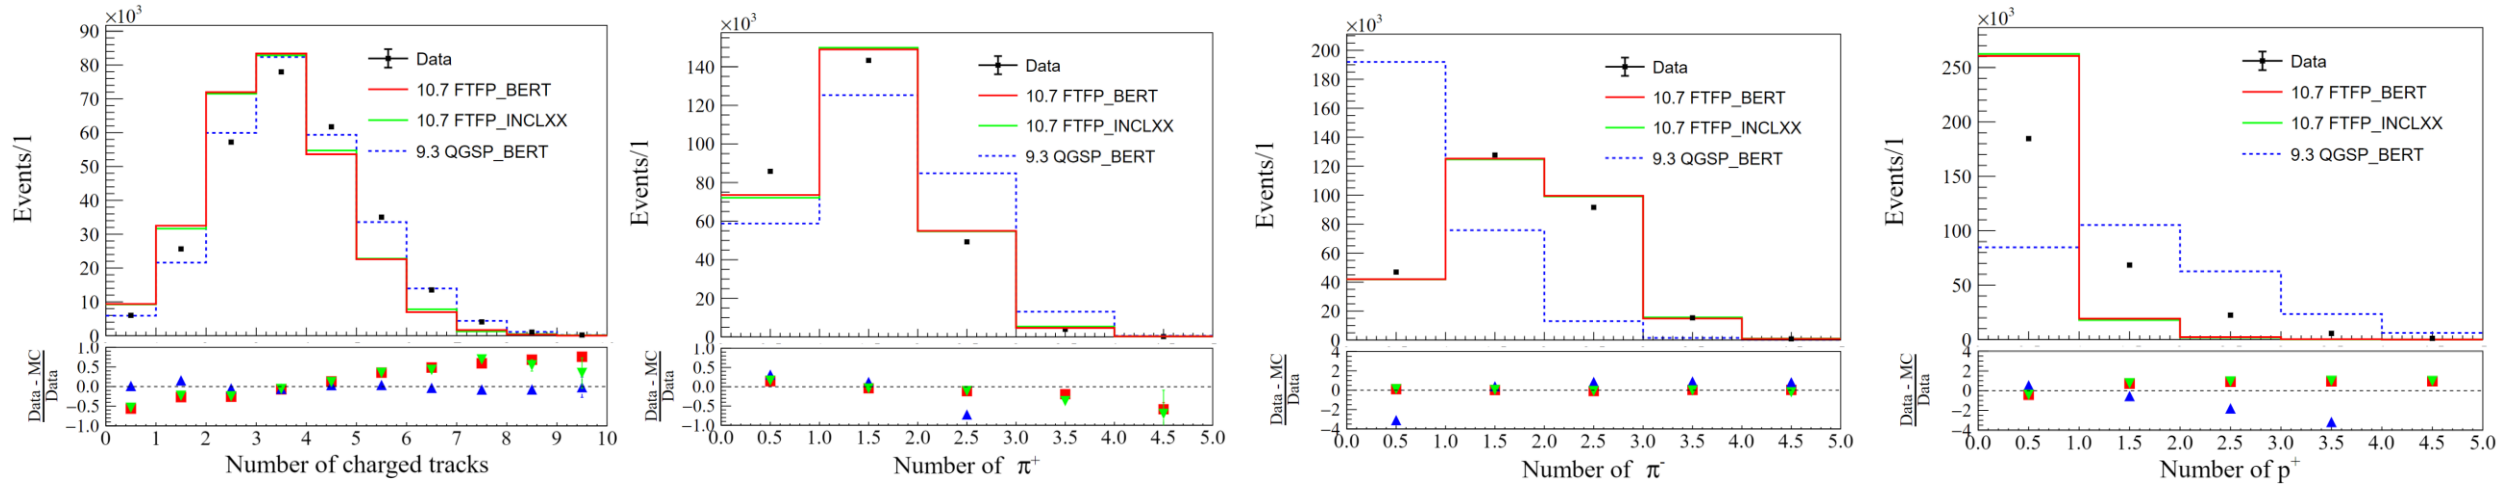 ×10³
90
80
70
60
50
40
30
20
10
0
Events/1
Data
10.7 FTFP_BERT
10.7 FTFP_INCLXX
9.3 QGSP_BERT
1.0
0.5
0.0
−0.5
−1.0
Data - MC
Data
0 1 2 3 4 5 6 7 8 9 10
Number of charged tracks
×10³
140
120
100
80
60
40
20
0
Events/1
Data
10.7 FTFP_BERT
10.7 FTFP_INCLXX
9.3 QGSP_BERT
1.0
0.5
0.0
−0.5
−1.0
Data - MC
Data
0.0 0.5 1.0 1.5 2.0 2.5 3.0 3.5 4.0 4.5 5.0
Number of π⁺
×10³
200
180
160
140
120
100
80
60
40
20
0
Events/1
Data
10.7 FTFP_BERT
10.7 FTFP_INCLXX
9.3 QGSP_BERT
4
2
0
−2
−4
Data - MC
Data
0.0 0.5 1.0 1.5 2.0 2.5 3.0 3.5 4.0 4.5 5.0
Number of π⁻
×10³
250
200
150
100
50
0
Events/1
Data
10.7 FTFP_BERT
10.7 FTFP_INCLXX
9.3 QGSP_BERT
4
2
0
−2
−4
Data - MC
Data
0.0 0.5 1.0 1.5 2.0 2.5 3.0 3.5 4.0 4.5 5.0
Number of p⁺